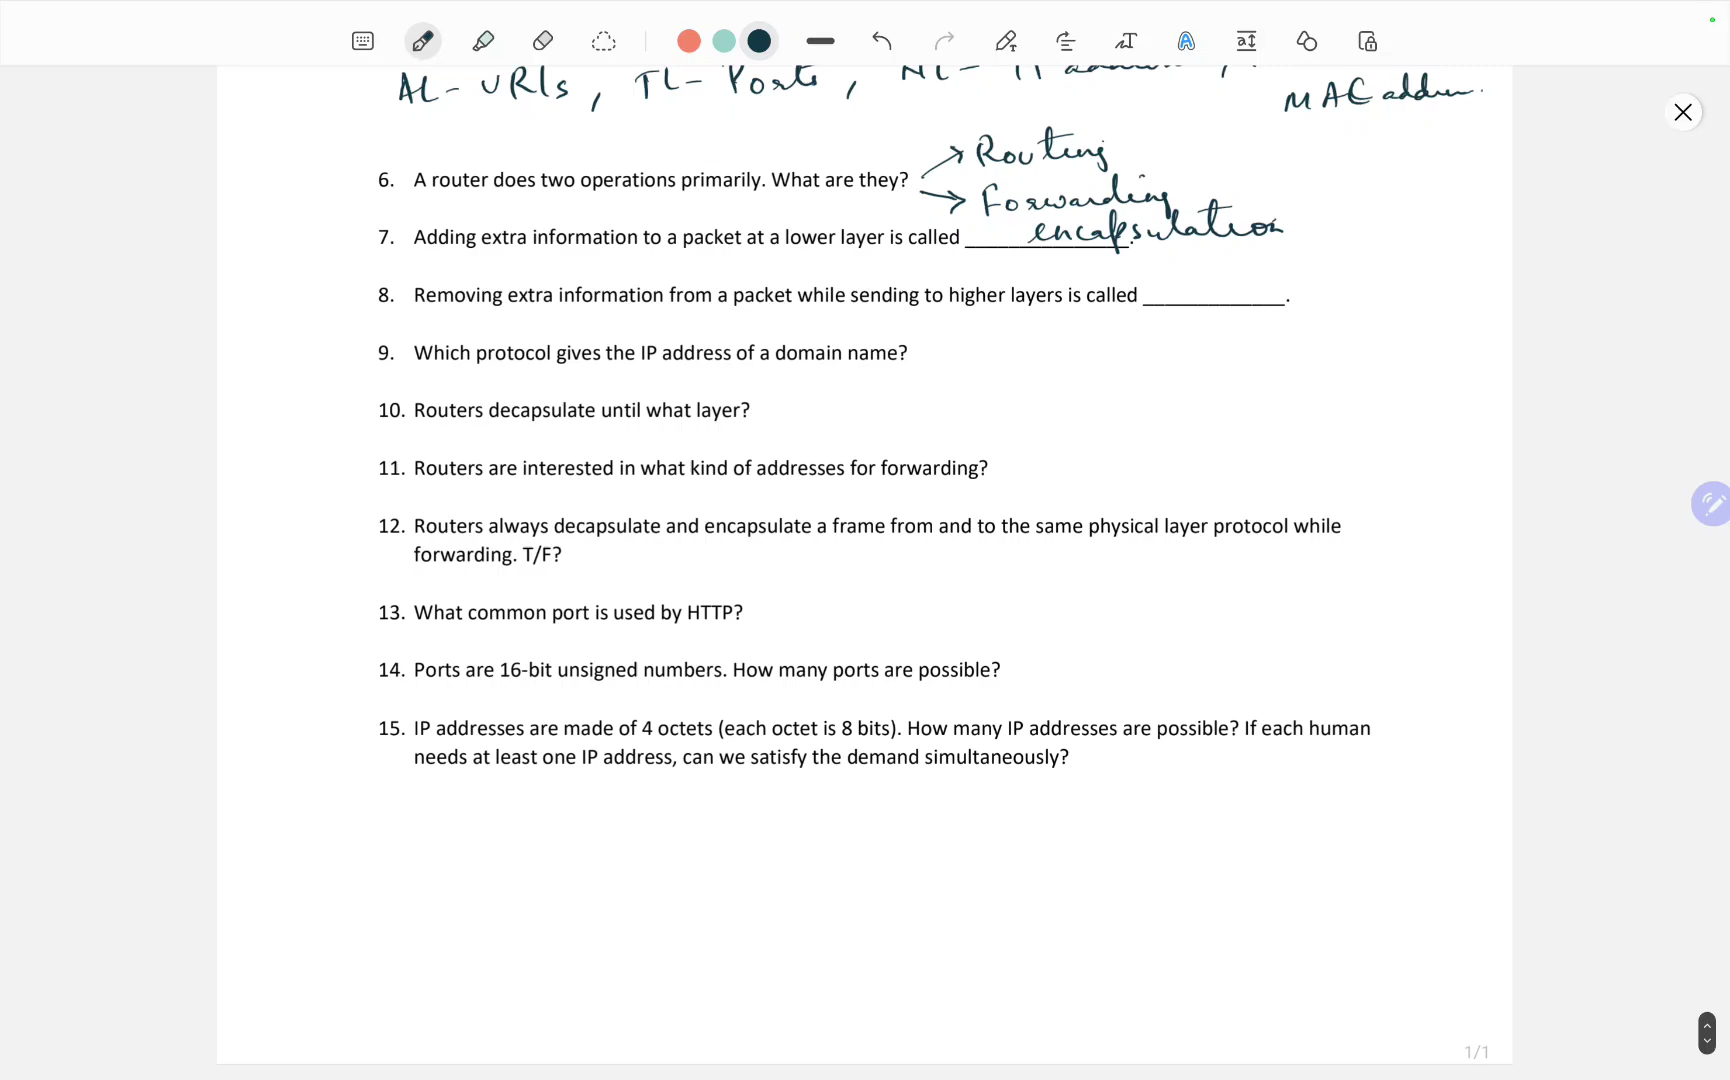 AL - URLs, TL - Ports, NL -
MAC
6. A router does two operations primarily. What are they? → Routing
→ Forwarding
7. Adding extra information to a packet at a lower layer is called _______________. encapsulation
8. Removing extra information from a packet while sending to higher layers is called _____________.
9. Which protocol gives the IP address of a domain name?
10. Routers decapsulate until what layer?
11. Routers are interested in what kind of addresses for forwarding?
12. Routers always decapsulate and encapsulate a frame from and to the same physical layer protocol while
forwarding. T/F?
13. What common port is used by HTTP?
14. Ports are 16-bit unsigned numbers. How many ports are possible?
15. IP addresses are made of 4 octets (each octet is 8 bits). How many IP addresses are possible? If each human
needs at least one IP address, can we satisfy the demand simultaneously?
1/1